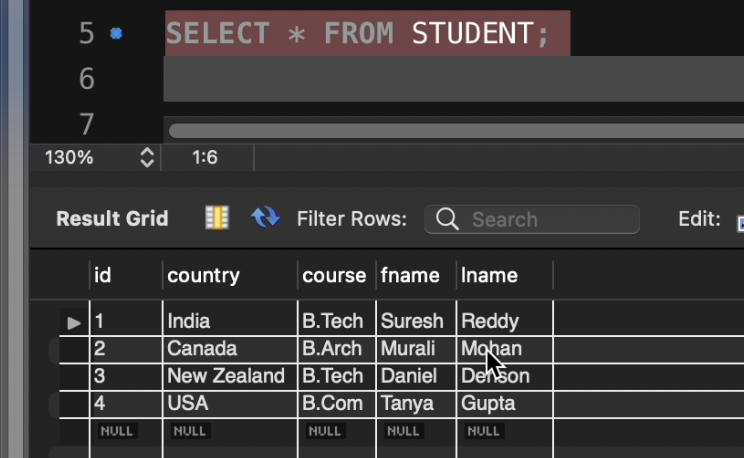 5 SELECT * FROM STUDENT;
6
7
130% 1:6
Result Grid Filter Rows: Search Edit:
id country course fname lname
1 India B.Tech Suresh Reddy
2 Canada B.Arch Murali Mohan
3 New Zealand B.Tech Daniel Denson
4 USA B.Com Tanya Gupta
NULL NULL NULL NULL NULL